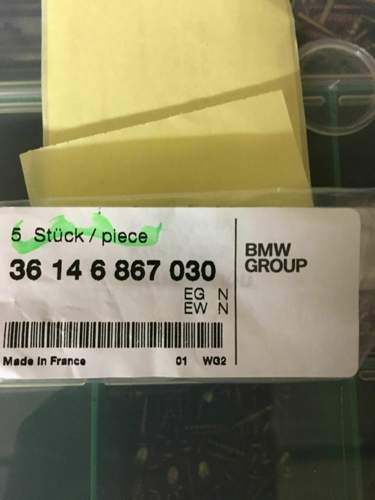 5 Stück / piece
36 14 6 867 030
BMW
GROUP
EG N
EW N
Made in France 01 WG2